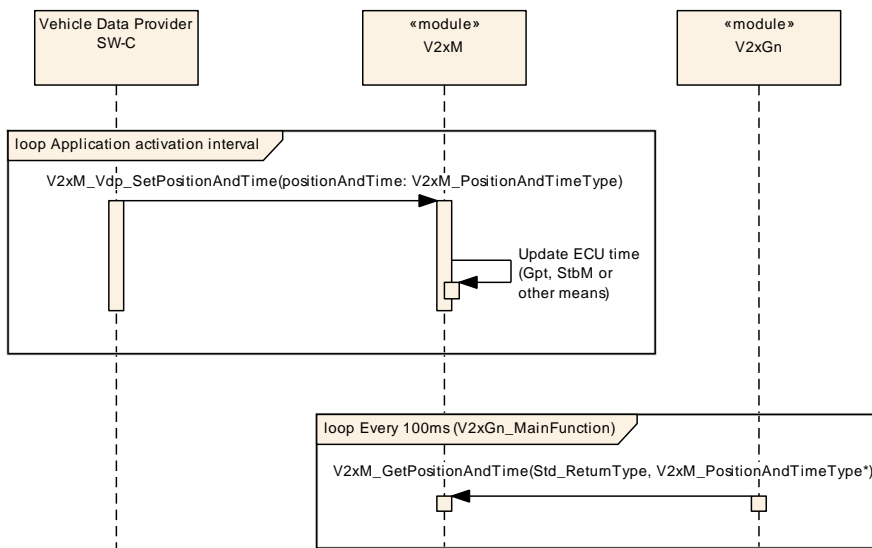 Vehicle Data Provider
SW-C
«module»
V2xM
«module»
V2xGn
loop Application activation interval
V2xM_Vdp_SetPositionAndTime(positionAndTime: V2xM_PositionAndTimeType)
Update ECU time
(Gpt, StbM or
other means)
loop Every 100ms (V2xGn_MainFunction)
V2xM_GetPositionAndTime(Std_ReturnType, V2xM_PositionAndTimeType*)